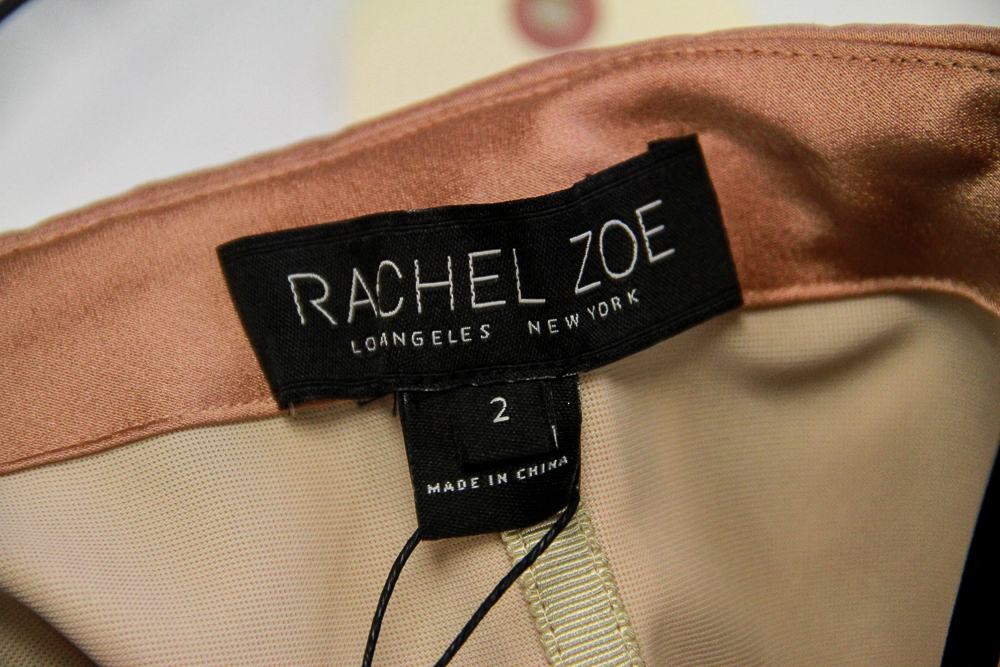 RACHEL ZOE
LOANGELES NEW YORK
2
MADE IN CHINA